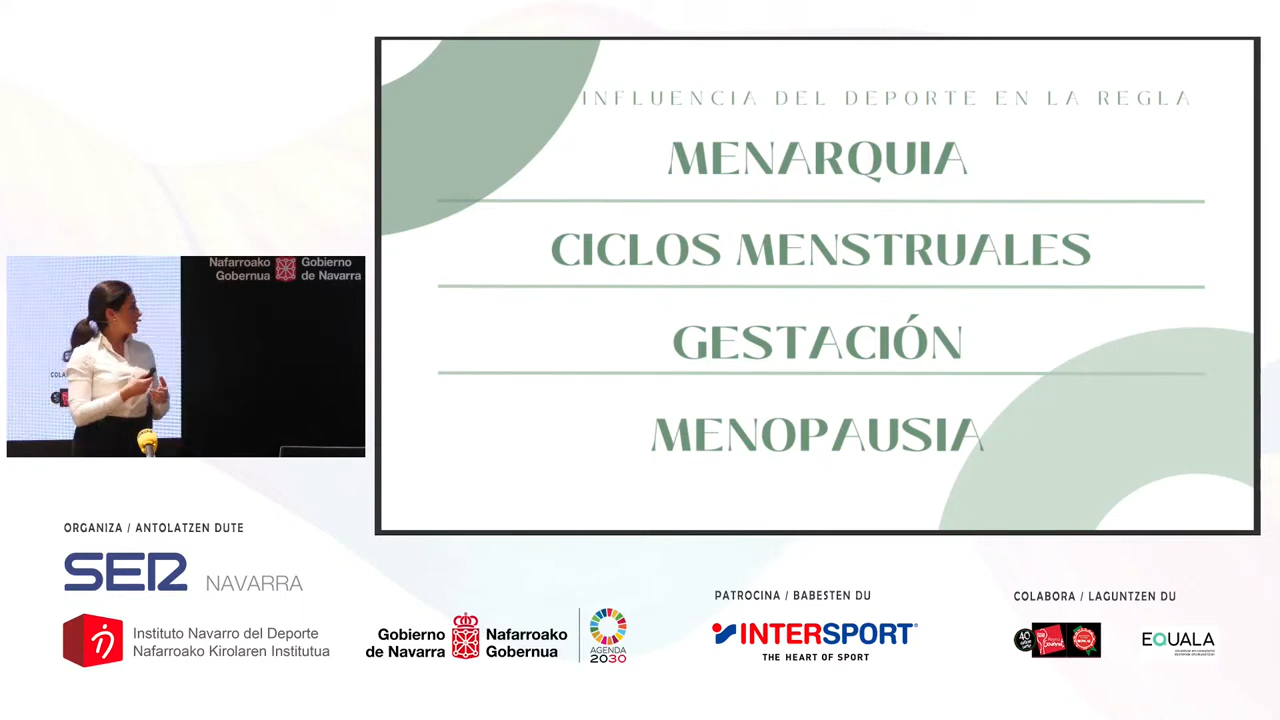 INFLUENCIA DEL DEPORTE EN LA REGLA
MENARQUIA
CICLOS MENSTRUALES
GESTACIÓN
MENOPAUSIA
Nafarroako Gobernua
Gobierno de Navarra
ORGANIZA / ANTOLATZEN DUTE
SER NAVARRA
Instituto Navarro del Deporte
Nafarroako Kirolaren Institutua
Gobierno de Navarra
Nafarroako Gobernua
AGENDA 2030
PATROCINA / BABESTEN DU
INTERSPORT
THE HEART OF SPORT
COLABORA / LAGUNTZEN DU
40
EQUALA